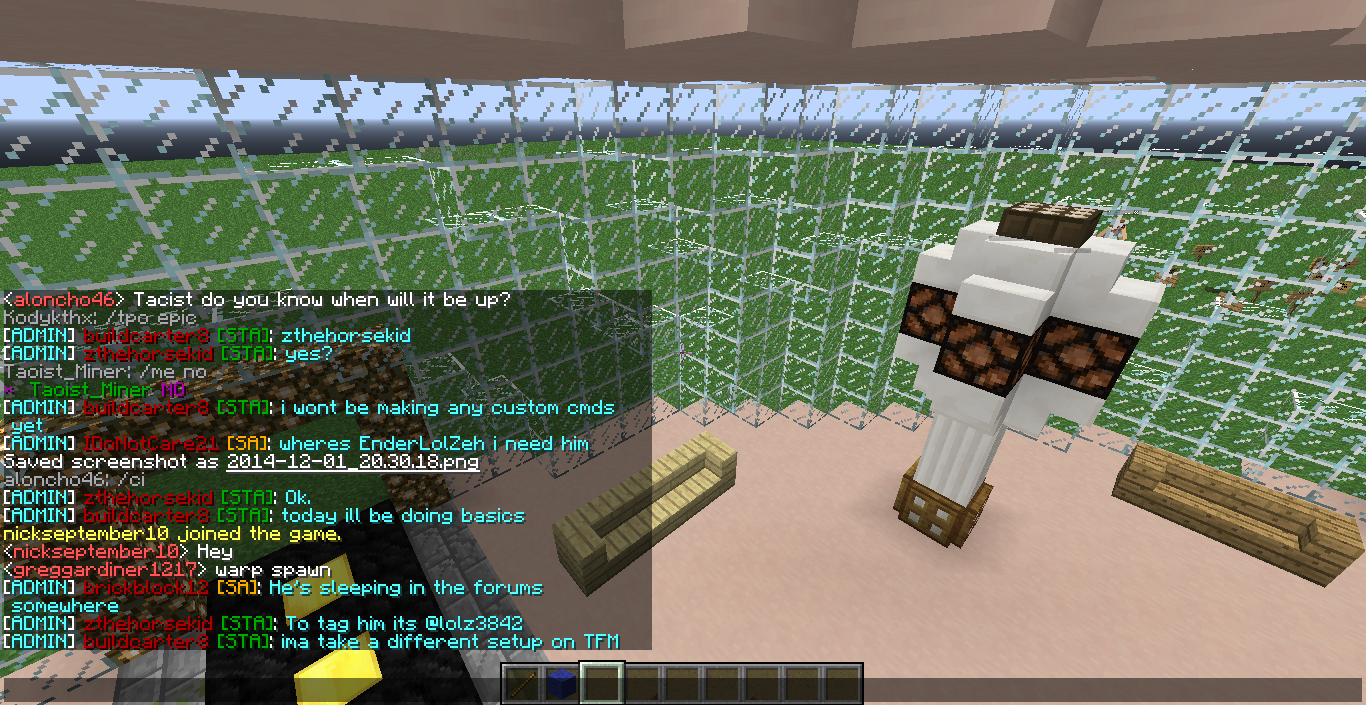 <aloncho46> Tacist do you know when will it be up?
Kodykthx: /tpo epic
[ADMIN] buildcarter8 [STA]: zthehorsekid
[ADMIN] zthehorsekid [STA]: yes?
Taoist_Miner: /me no
* Taoist_Miner NO
[ADMIN] buildcarter8 [STA]: i wont be making any custom cmds
yet
[ADMIN] IDoNotCare21 [SA]: wheres EnderLolZeh i need him
Saved screenshot as 2014-12-01_20.30.18.png
aloncho46: /ci
[ADMIN] zthehorsekid [STA]: Ok.
[ADMIN] buildcarter8 [STA]: today ill be doing basics
nickseptember10 joined the game.
<nickseptember10> Hey
<greggardiner1217> warp spawn
[ADMIN] brickblock12 [SA]: He's sleeping in the forums
somewhere
[ADMIN] zthehorsekid [STA]: To tag him its @lolz3842
[ADMIN] buildcarter8 [STA]: ima take a different setup on TFM